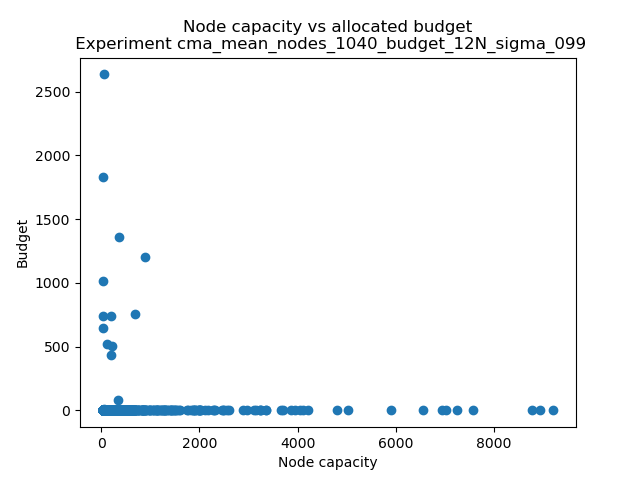 Node capacity vs allocated budget
Experiment cma_mean_nodes_1040_budget_12N_sigma_099
2500
2000
1500
1000
500
0
Budget
0 2000 4000 6000 8000
Node capacity